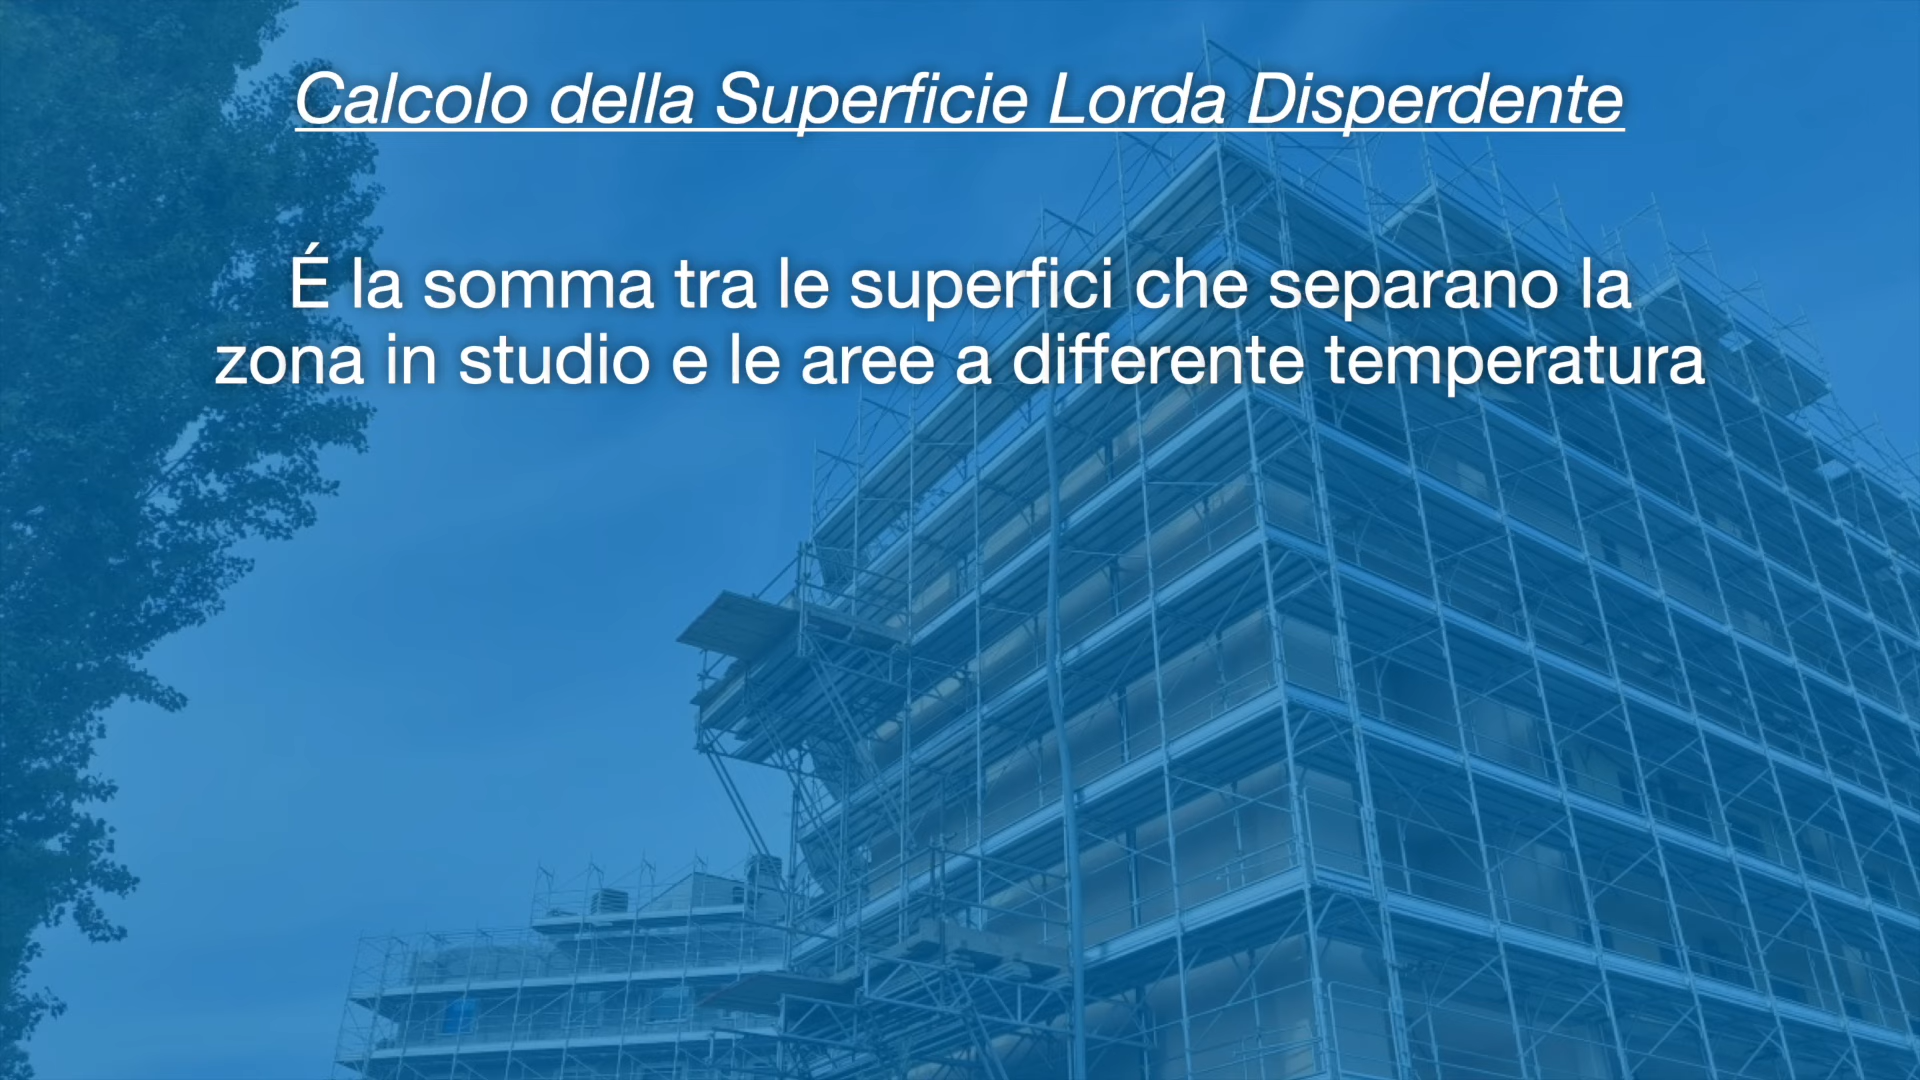 Calcolo della Superficie Lorda Disperdente
É la somma tra le superfici che separano la
zona in studio e le aree a differente temperatura